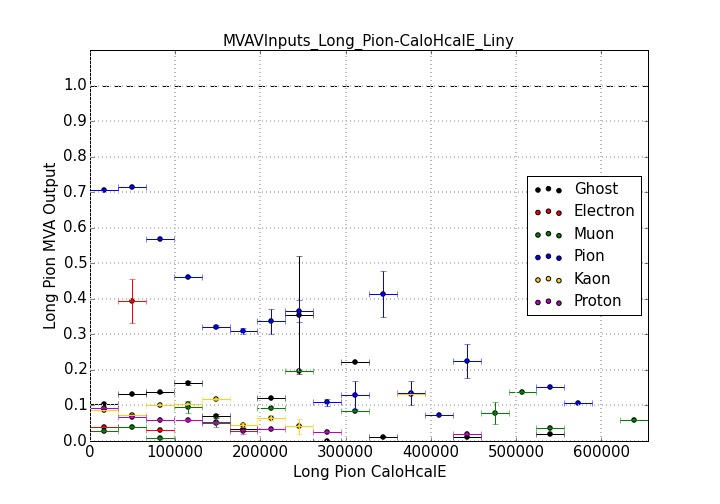 MVAVInputs_Long_Pion-CaloHcalE_Liny
Long Pion MVA Output
1.0
0.9
0.8
0.7
0.6
0.5
0.4
0.3
0.2
0.1
0.0
Ghost
Electron
Muon
Pion
Kaon
Proton
0 100000 200000 300000 400000 500000 600000
Long Pion CaloHcalE